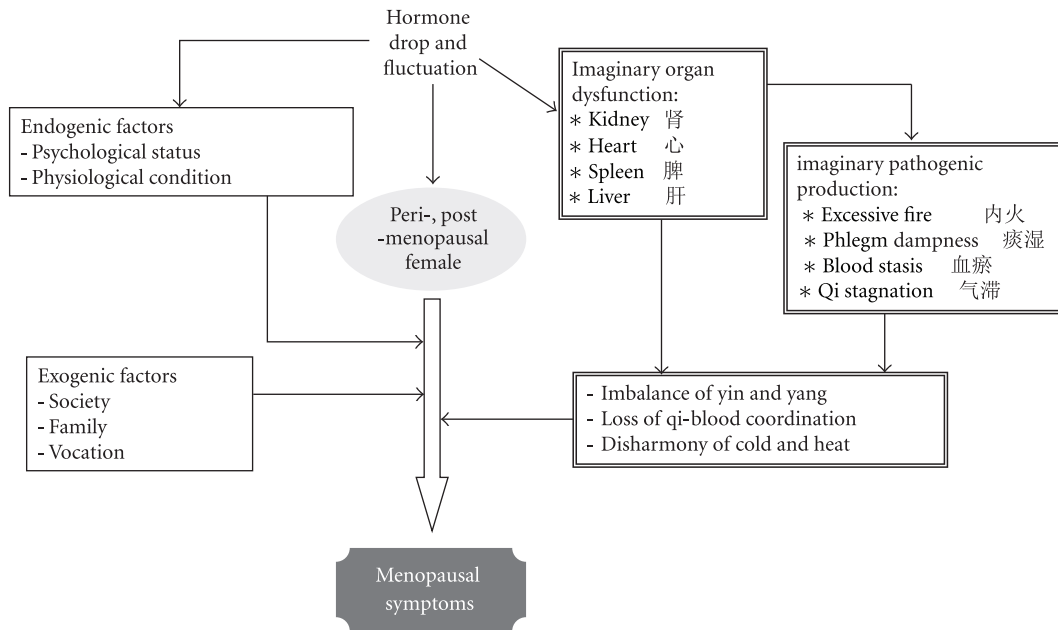 Hormone
drop and
fluctuation
Endogenic factors
- Psychological status
- Physiological condition
Imaginary organ
dysfunction:
* Kidney 肾
* Heart 心
* Spleen 脾
* Liver 肝
imaginary pathogenic
production:
* Excessive fire 内火
* Phlegm dampness 痰湿
* Blood stasis 血瘀
* Qi stagnation 气滞
Peri-, post
-menopausal
female
Exogenic factors
- Society
- Family
- Vocation
- Imbalance of yin and yang
- Loss of qi-blood coordination
- Disharmony of cold and heat
Menopausal
symptoms